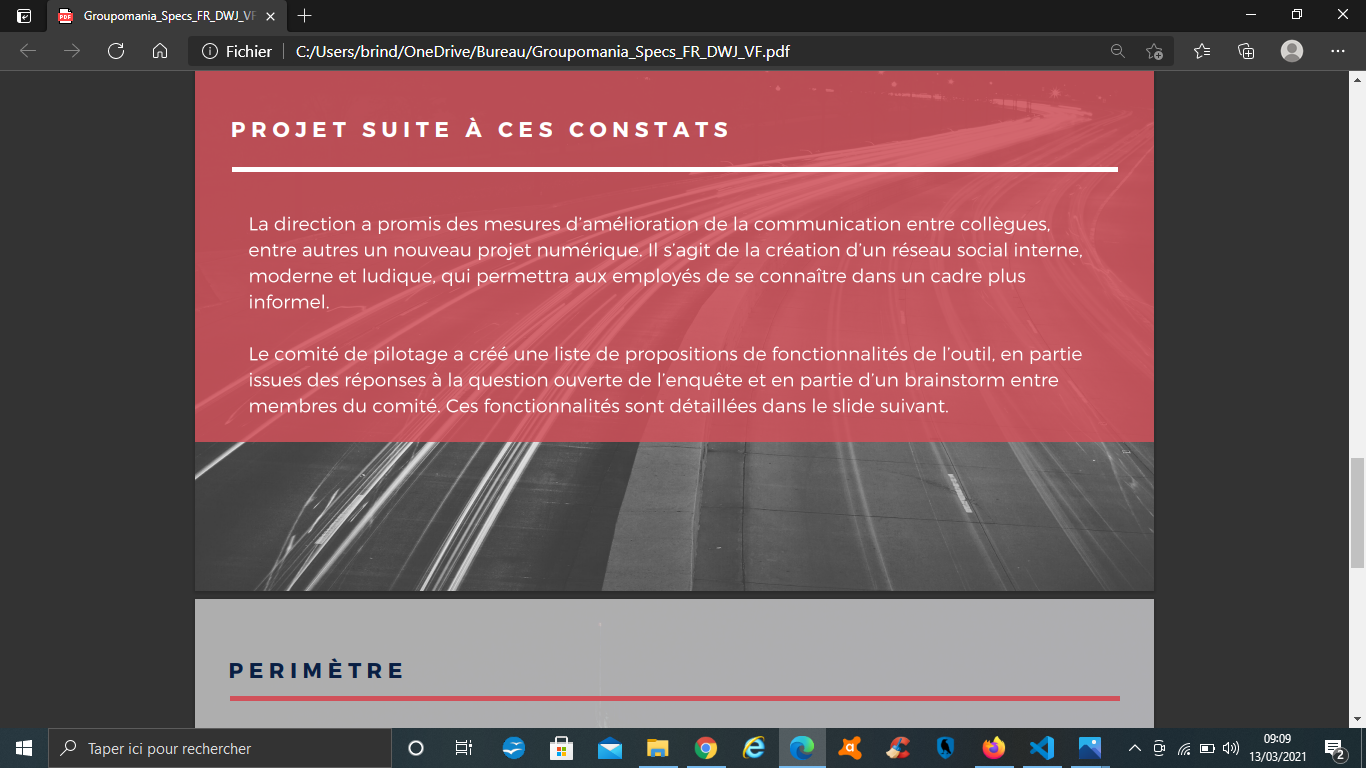 Groupomania_Specs_FR_DWJ_VF
Fichier
C:/Users/brind/OneDrive/Bureau/Groupomania_Specs_FR_DWJ_VF.pdf
PROJET SUITE À CES CONSTATS
La direction a promis des mesures d'amélioration de la communication entre collègues,
entre autres un nouveau projet numérique. Il s'agit de la création d'un réseau social interne,
moderne et ludique, qui permettra aux employés de se connaître dans un cadre plus
informel.
Le comité de pilotage a créé une liste de propositions de fonctionnalités de l'outil, en partie
issues des réponses à la question ouverte de l'enquête et en partie d'un brainstorm entre
membres du comité. Ces fonctionnalités sont détaillées dans le slide suivant.
PERIMÈTRE
Taper ici pour rechercher
09:09
13/03/2021
2